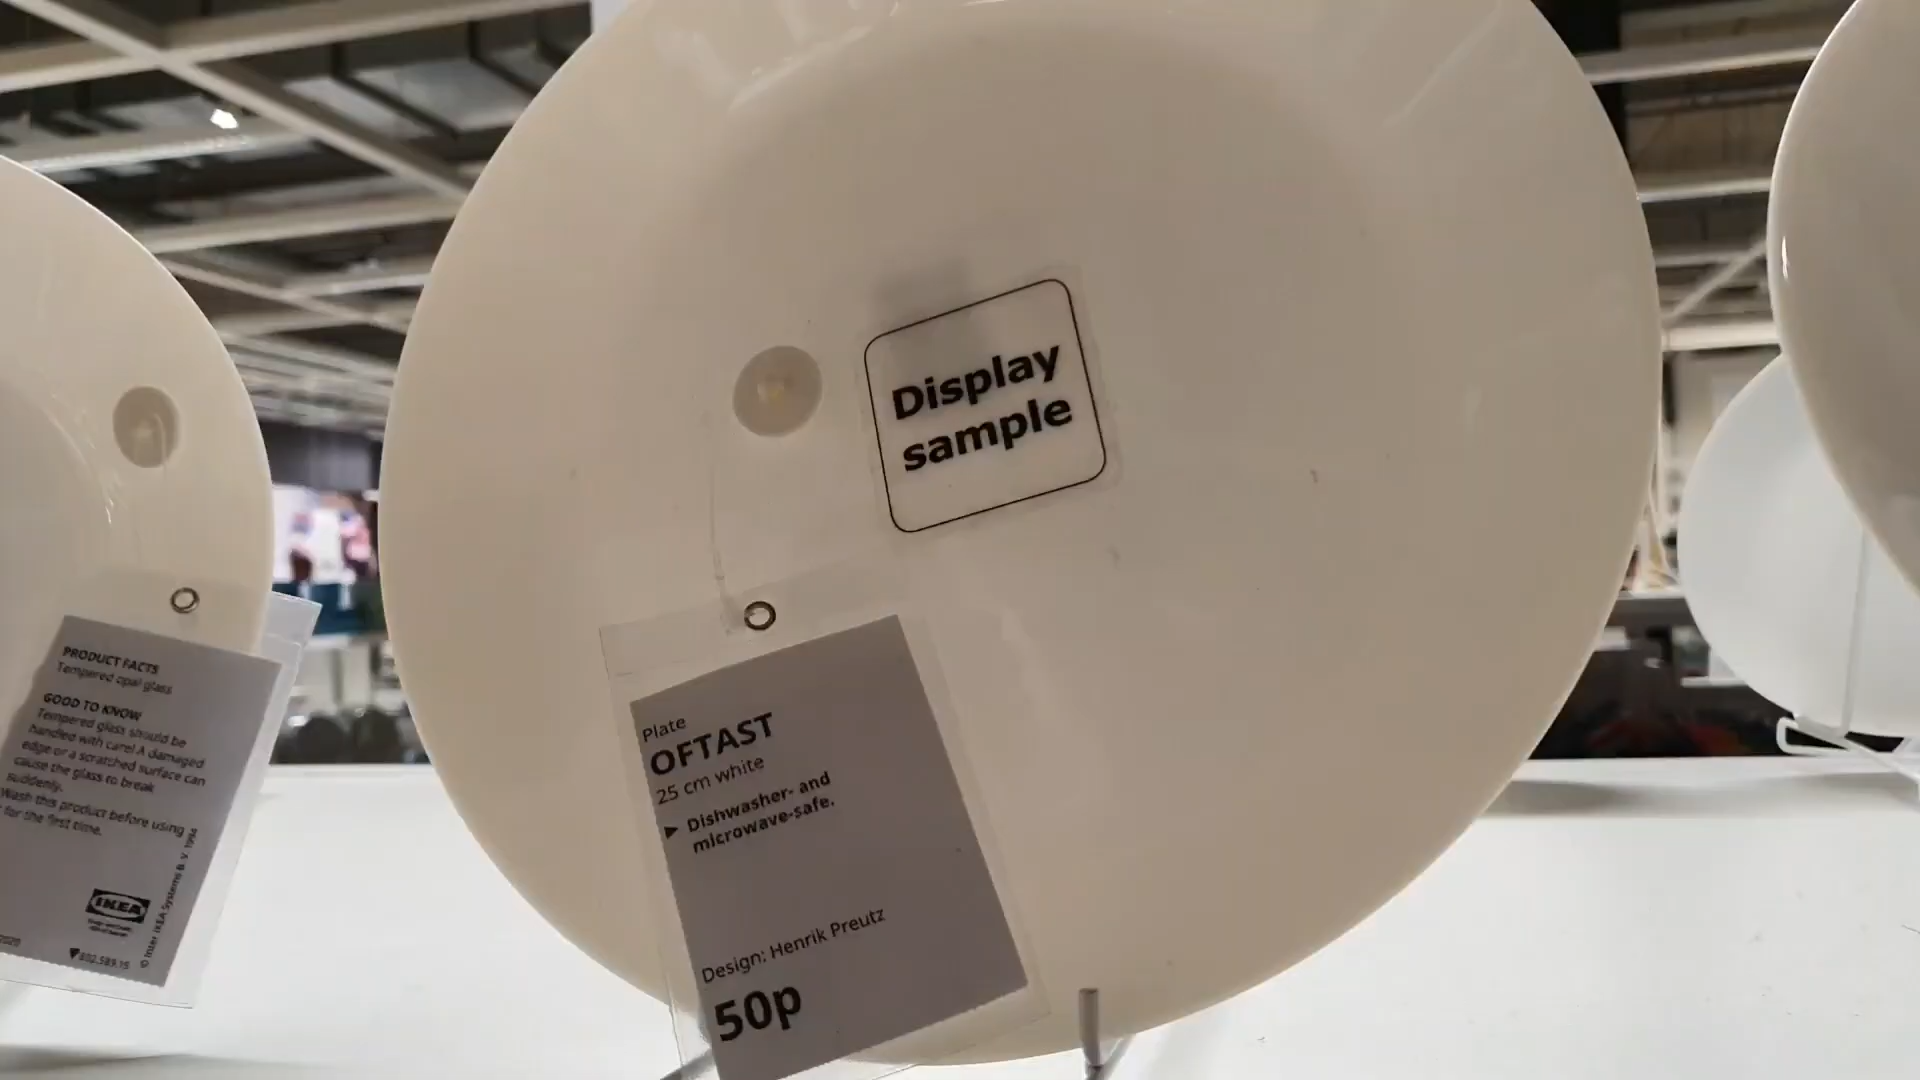 Display
sample
Plate
OFTAST
25 cm white
▶ Dishwasher- and
microwave-safe.
Design: Henrik Preutz
50p
PRODUCT FACTS
Tempered opal glass
GOOD TO KNOW
Tempered glass should be
handled with care! A damaged
edge or a scratched surface can
cause the glass to break
suddenly.
Wash this product before using
for the first time.
IKEA
© Inter IKEA Systems B.V. 1994
2020
802.589.15